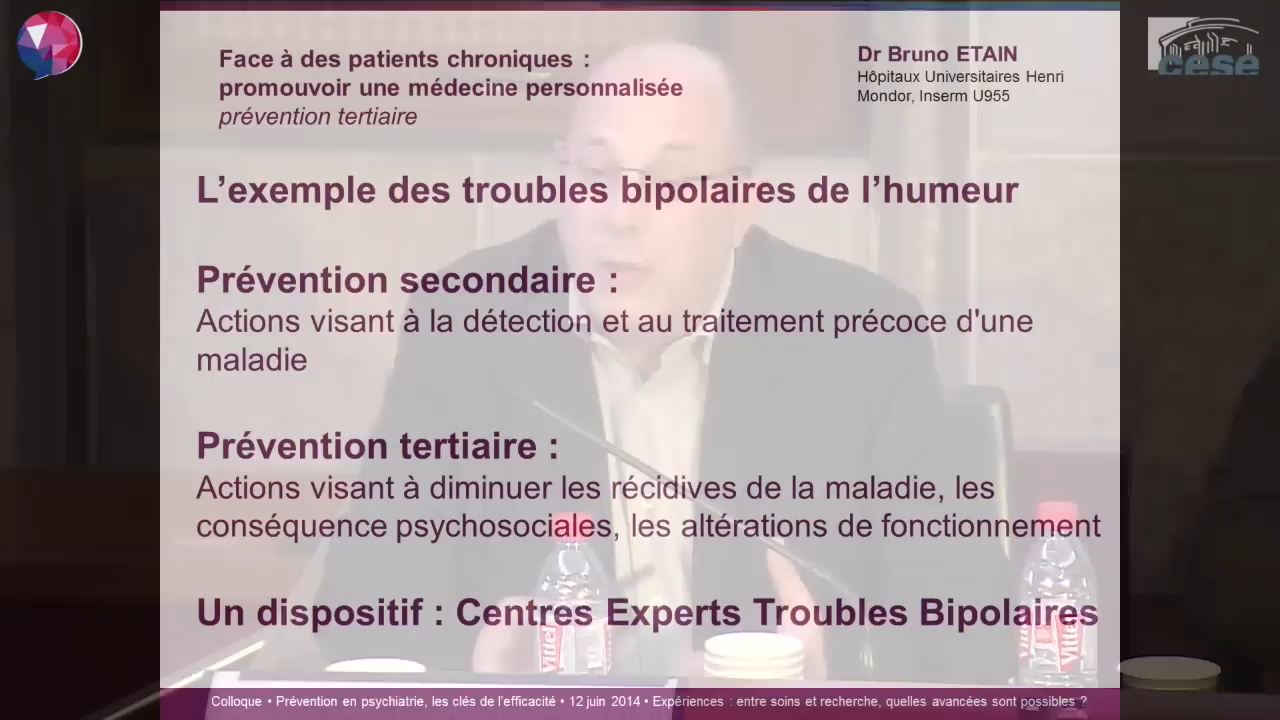 Face à des patients chroniques :
promouvoir une médecine personnalisée
prévention tertiaire
Dr Bruno ETAIN
Hôpitaux Universitaires Henri
Mondor, Inserm U955
cese
L’exemple des troubles bipolaires de l’humeur
Prévention secondaire :
Actions visant à la détection et au traitement précoce d'une
maladie
Prévention tertiaire :
Actions visant à diminuer les récidives de la maladie, les
conséquence psychosociales, les altérations de fonctionnement
Un dispositif : Centres Experts Troubles Bipolaires
Vittel
Vittel
Colloque • Prévention en psychiatrie, les clés de l'efficacité • 12 juin 2014 • Expériences : entre soins et recherche, quelles avancées sont possibles ?